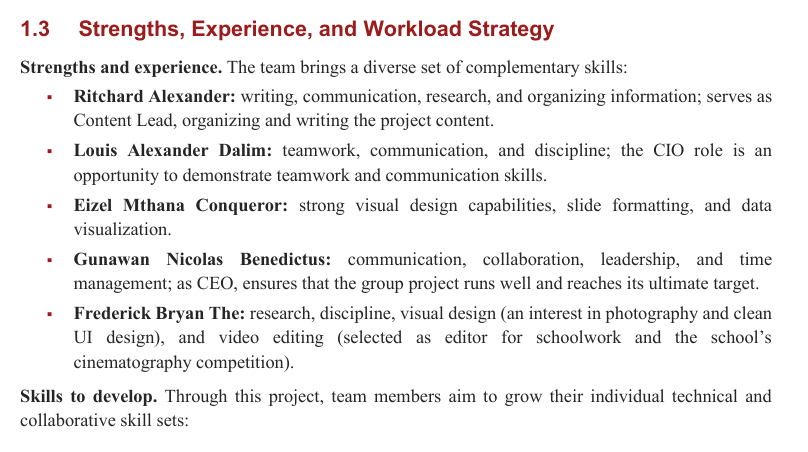 1.3 Strengths, Experience, and Workload Strategy
Strengths and experience. The team brings a diverse set of complementary skills:
▪ Ritchard Alexander: writing, communication, research, and organizing information; serves as
Content Lead, organizing and writing the project content.
▪ Louis Alexander Dalim: teamwork, communication, and discipline; the CIO role is an
opportunity to demonstrate teamwork and communication skills.
▪ Eizel Mthana Conqueror: strong visual design capabilities, slide formatting, and data
visualization.
▪ Gunawan Nicolas Benedictus: communication, collaboration, leadership, and time
management; as CEO, ensures that the group project runs well and reaches its ultimate target.
▪ Frederick Bryan The: research, discipline, visual design (an interest in photography and clean
UI design), and video editing (selected as editor for schoolwork and the school’s
cinematography competition).
Skills to develop. Through this project, team members aim to grow their individual technical and
collaborative skill sets: